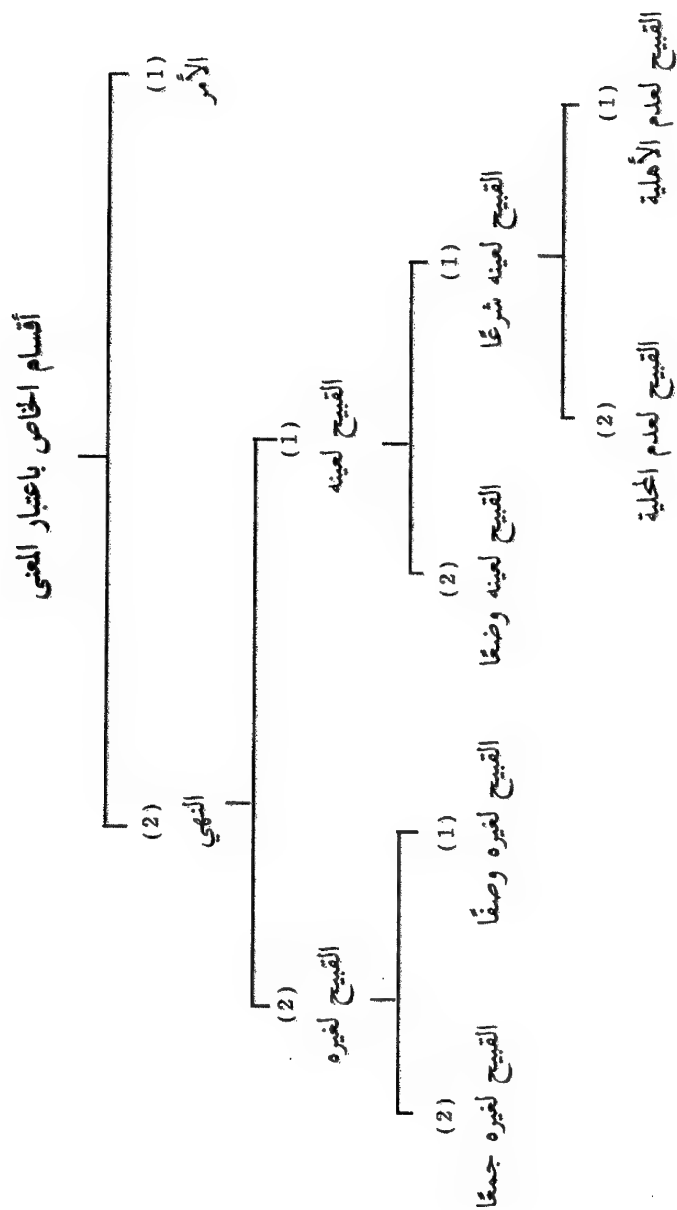 أقسام الخاص باعتبار المعنى
(1)
الأمر
(2)
النهي
(1)
القبيح لعينه
(2)
القبيح لغيره
(1)
القبيح لعينه شرعًا
(2)
القبيح لعينه وضعًا
(1)
القبيح لغيره وصفًا
(2)
القبيح لغيره جمعًا
(1)
القبيح لعدم الأهلية
(2)
القبيح لعدم المحلية